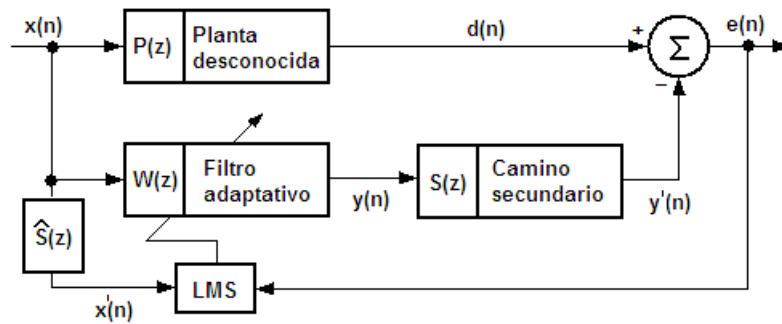 x(n)
P(z)
Planta
desconocida
d(n)
+
Σ
−
e(n)
W(z)
Filtro
adaptativo
y(n)
S(z)
Camino
secundario
y'(n)
Ŝ(z)
x'(n)
LMS